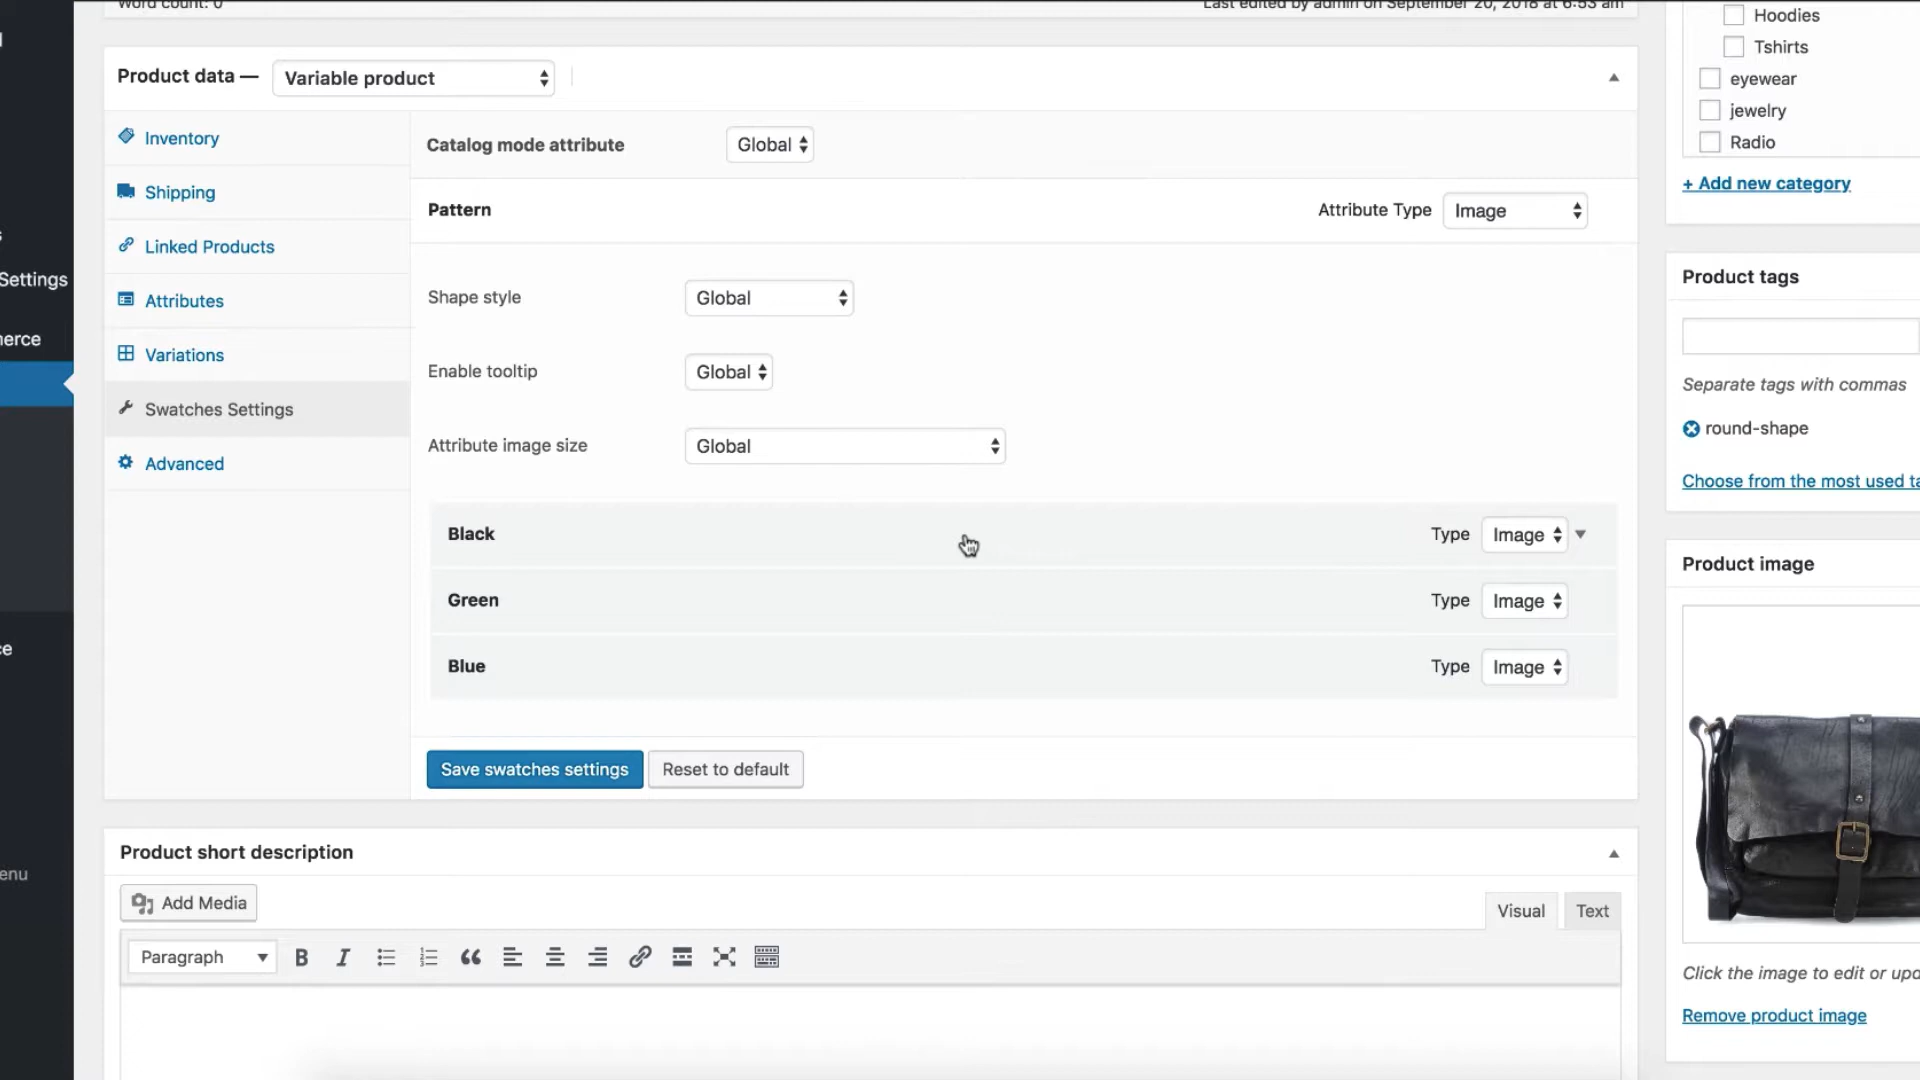 Word count: 0
Last edited by admin on September 20, 2018 at 6:53 am
Product data —
Variable product
Inventory
Shipping
Linked Products
Attributes
Variations
Swatches Settings
Advanced
Catalog mode attribute
Global
Pattern
Attribute Type
Image
Shape style
Global
Enable tooltip
Global
Attribute image size
Global
Black
Type
Image
Green
Type
Image
Blue
Type
Image
Save swatches settings
Reset to default
Product short description
Add Media
Visual
Text
Paragraph
Settings
Hoodies
Tshirts
eyewear
jewelry
Radio
+ Add new category
Product tags
Separate tags with commas
round-shape
Choose from the most used
Product image
Click the image to edit or
Remove product image